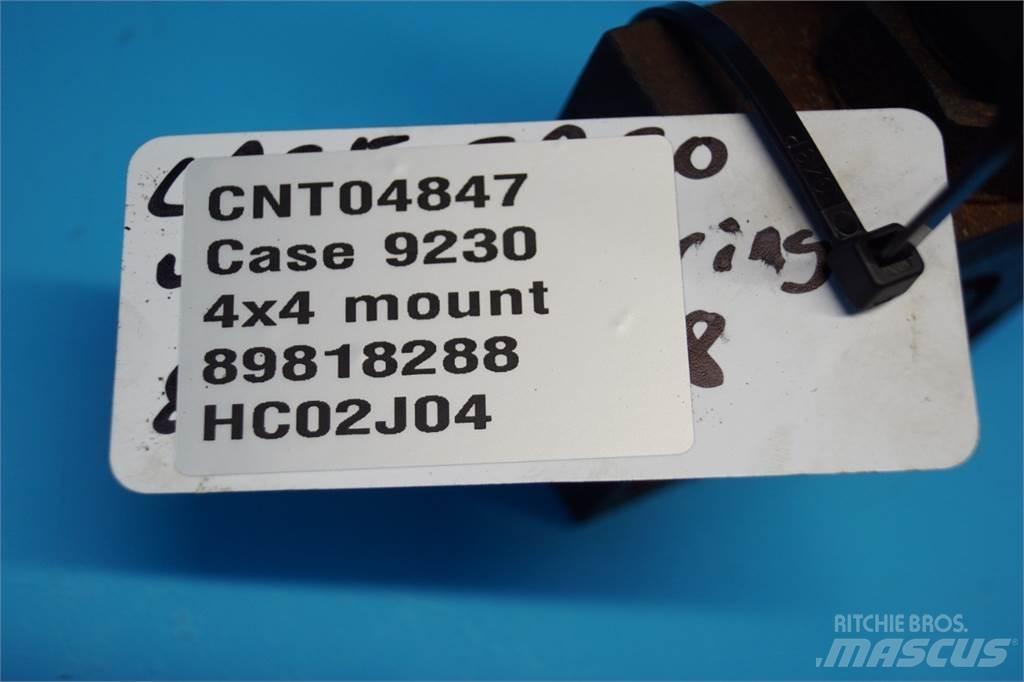 CNT04847
Case 9230
4x4 mount
89818288
HC02J04
RITCHIE BROS.
MASCUS